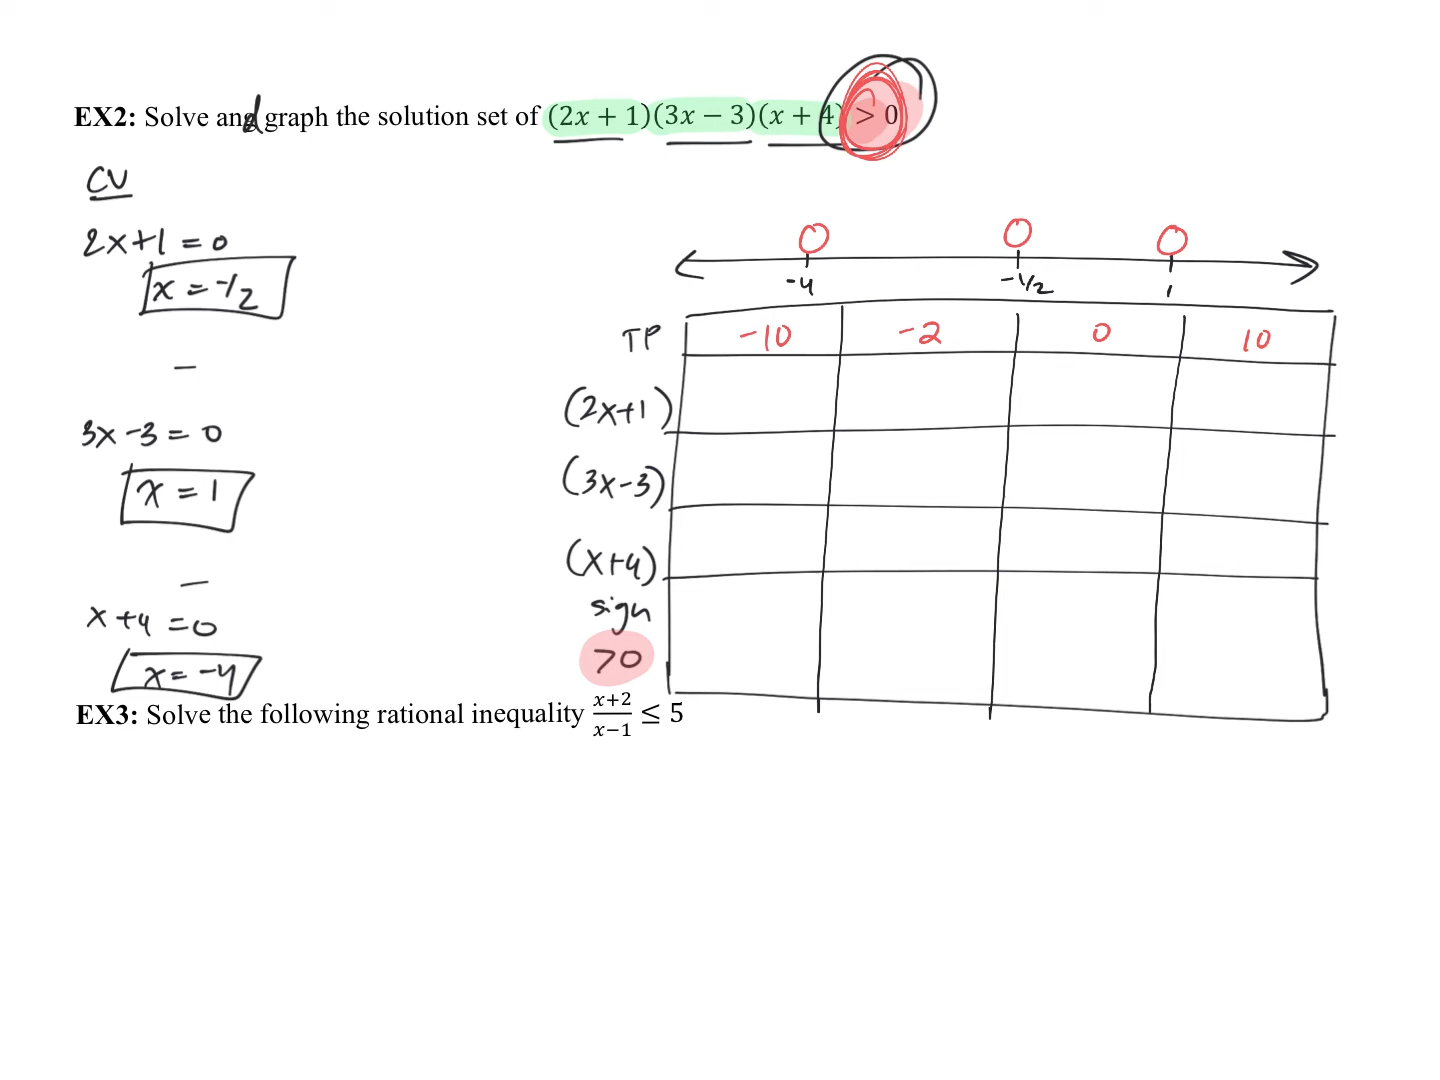 EX2: Solve and graph the solution set of (2x + 1)(3x − 3)(x + 4) > 0
CV
2x+1 = 0
x = -1/2
3x -3 = 0
x = 1
x +4 = 0
x = -4
-4 -1/2 1
TP -10 -2 0 10
(2x+1)
(3x-3)
(x+4)
sign
>0
EX3: Solve the following rational inequality \frac{x+2}{x−1} ≤ 5